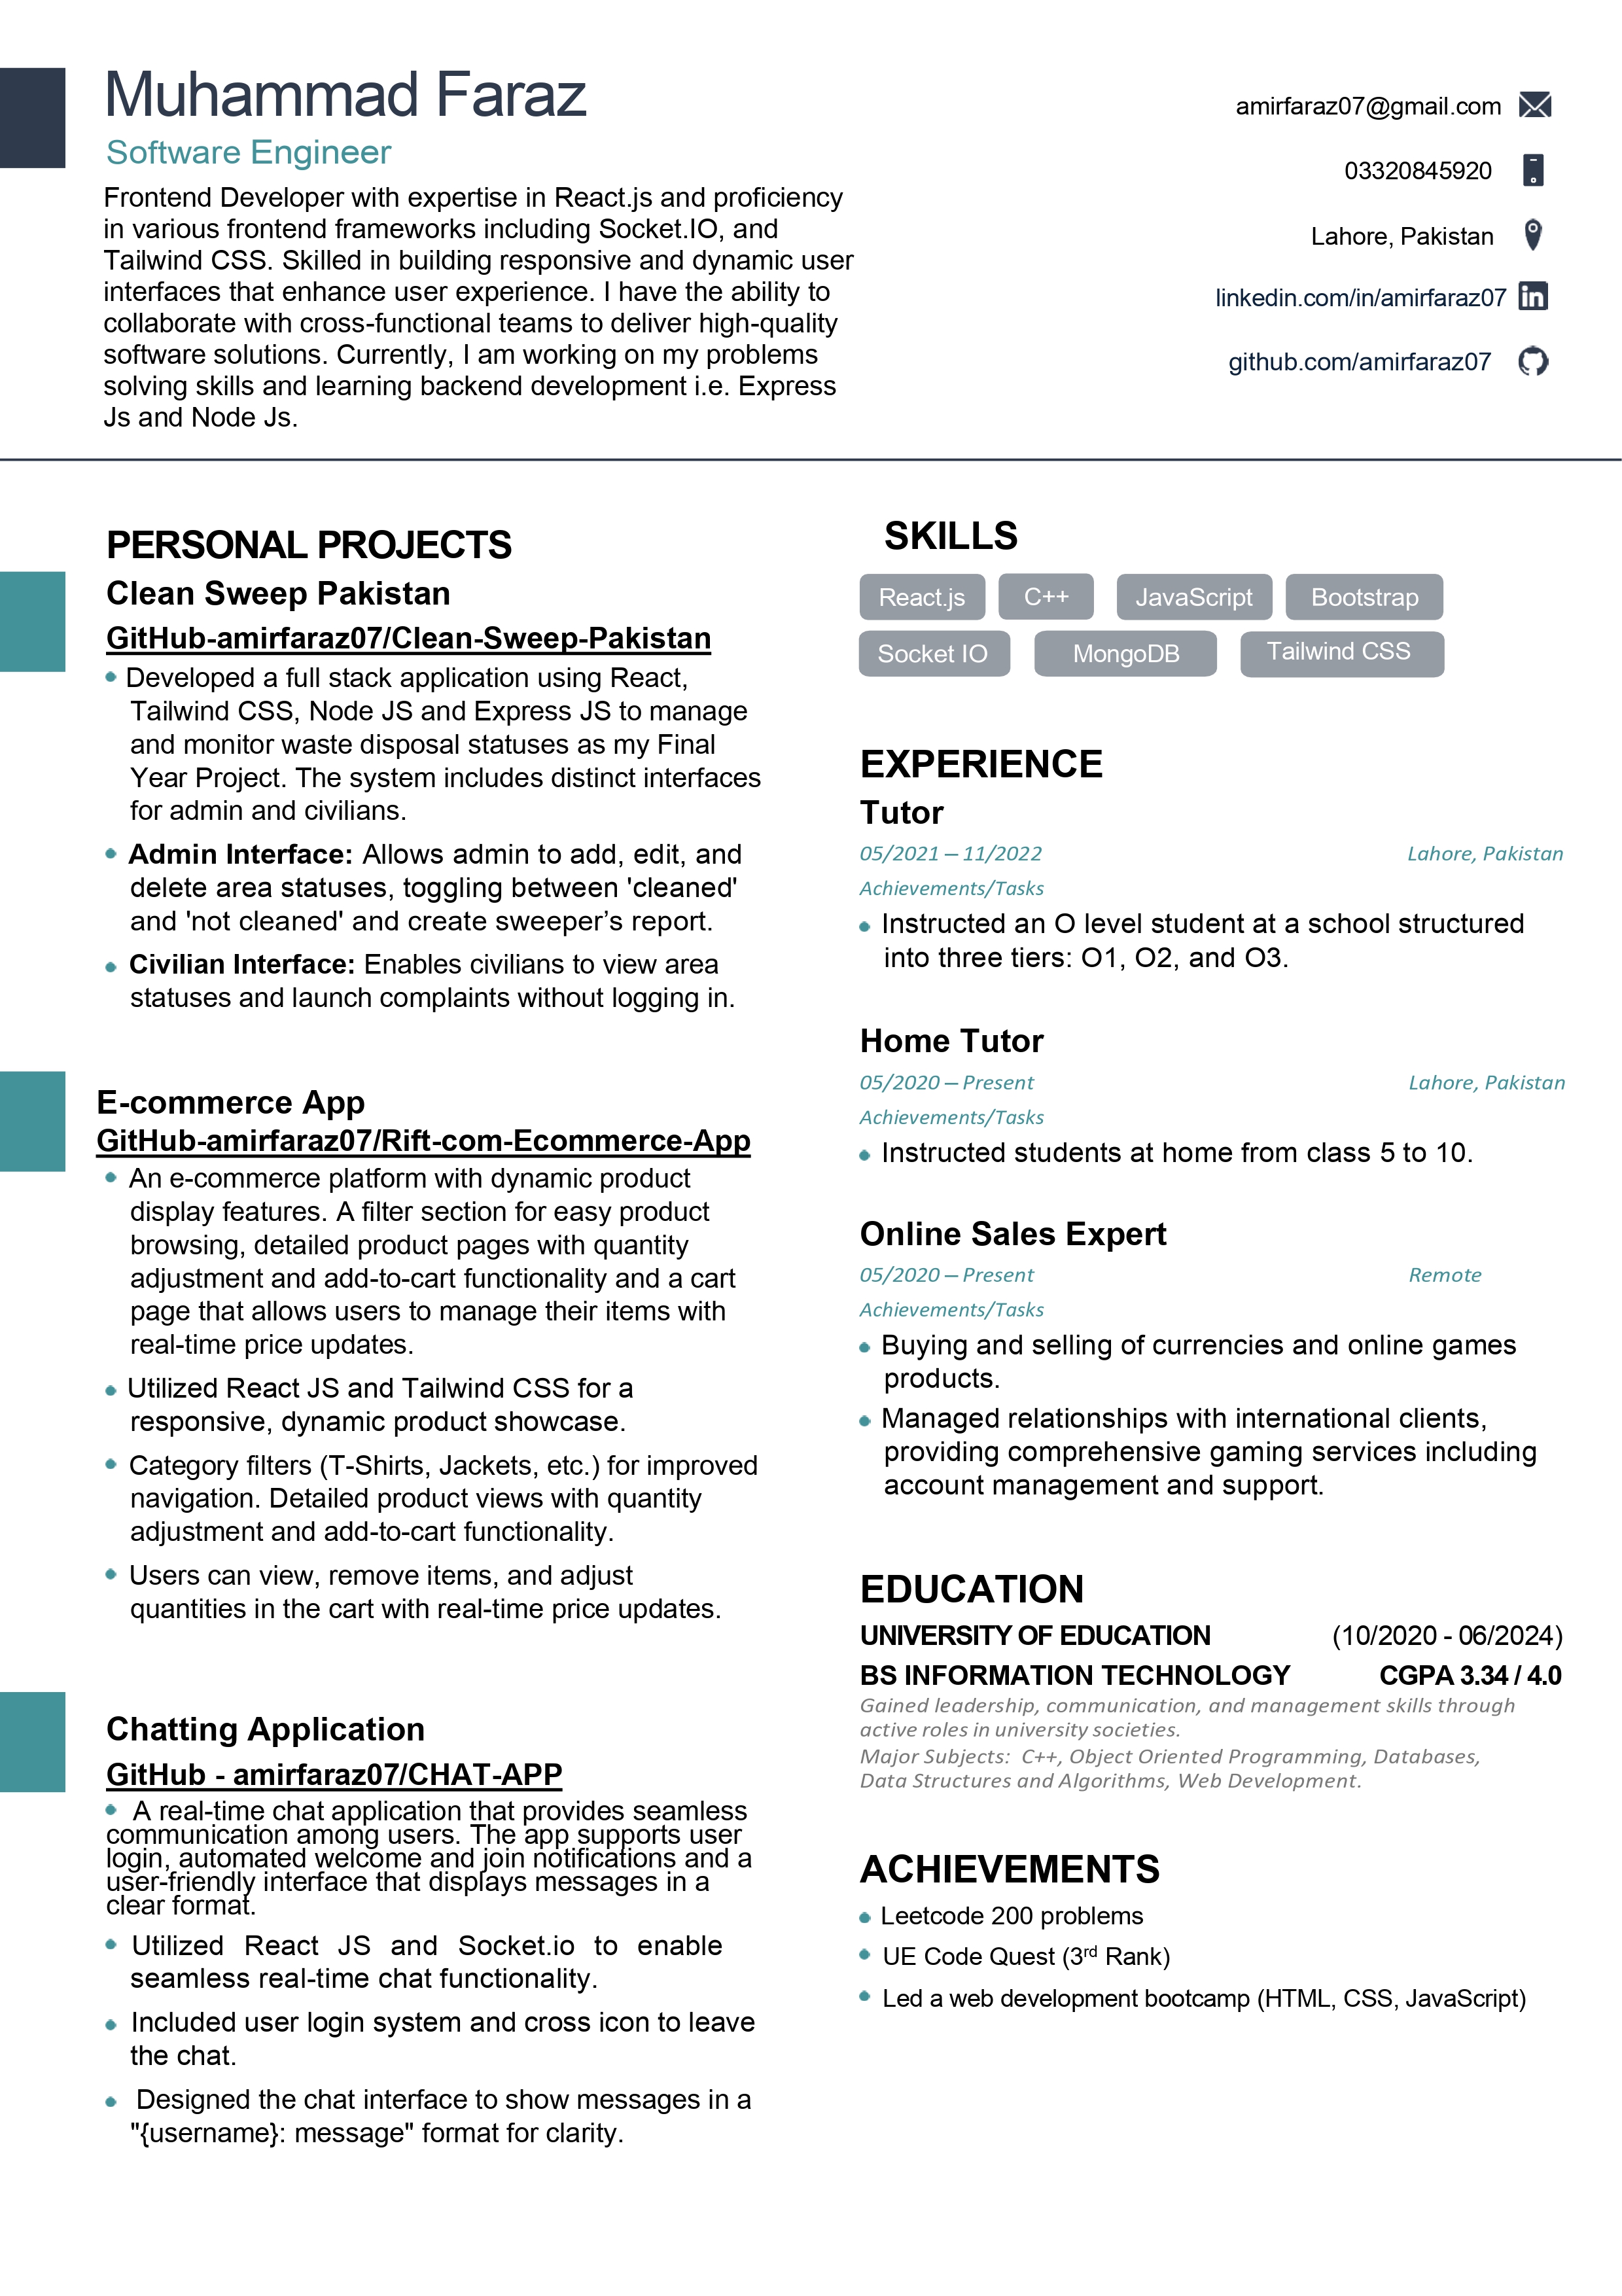 Muhammad Faraz
Software Engineer
Frontend Developer with expertise in React.js and proficiency
in various frontend frameworks including Socket.IO, and
Tailwind CSS. Skilled in building responsive and dynamic user
interfaces that enhance user experience. I have the ability to
collaborate with cross-functional teams to deliver high-quality
software solutions. Currently, I am working on my problems
solving skills and learning backend development i.e. Express
Js and Node Js.
amirfaraz07@gmail.com
03320845920
Lahore, Pakistan
linkedin.com/in/amirfaraz07
github.com/amirfaraz07
PERSONAL PROJECTS
Clean Sweep Pakistan
GitHub-amirfaraz07/Clean-Sweep-Pakistan
• Developed a full stack application using React,
Tailwind CSS, Node JS and Express JS to manage
and monitor waste disposal statuses as my Final
Year Project. The system includes distinct interfaces
for admin and civilians.
• Admin Interface: Allows admin to add, edit, and
delete area statuses, toggling between 'cleaned'
and 'not cleaned' and create sweeper’s report.
• Civilian Interface: Enables civilians to view area
statuses and launch complaints without logging in.
E-commerce App
GitHub-amirfaraz07/Rift-com-Ecommerce-App
• An e-commerce platform with dynamic product
display features. A filter section for easy product
browsing, detailed product pages with quantity
adjustment and add-to-cart functionality and a cart
page that allows users to manage their items with
real-time price updates.
• Utilized React JS and Tailwind CSS for a
responsive, dynamic product showcase.
• Category filters (T-Shirts, Jackets, etc.) for improved
navigation. Detailed product views with quantity
adjustment and add-to-cart functionality.
• Users can view, remove items, and adjust
quantities in the cart with real-time price updates.
Chatting Application
GitHub - amirfaraz07/CHAT-APP
• A real-time chat application that provides seamless
communication among users. The app supports user
login, automated welcome and join notifications and a
user-friendly interface that displays messages in a
clear format.
• Utilized React JS and Socket.io to enable
seamless real-time chat functionality.
• Included user login system and cross icon to leave
the chat.
• Designed the chat interface to show messages in a
"{username}: message" format for clarity.
SKILLS
React.js C++ JavaScript Bootstrap
Socket IO MongoDB Tailwind CSS
EXPERIENCE
Tutor
05/2021 – 11/2022 Lahore, Pakistan
Achievements/Tasks
• Instructed an O level student at a school structured
into three tiers: O1, O2, and O3.
Home Tutor
05/2020 – Present Lahore, Pakistan
Achievements/Tasks
• Instructed students at home from class 5 to 10.
Online Sales Expert
05/2020 – Present Remote
Achievements/Tasks
• Buying and selling of currencies and online games
products.
• Managed relationships with international clients,
providing comprehensive gaming services including
account management and support.
EDUCATION
UNIVERSITY OF EDUCATION (10/2020 - 06/2024)
BS INFORMATION TECHNOLOGY CGPA 3.34 / 4.0
Gained leadership, communication, and management skills through
active roles in university societies.
Major Subjects: C++, Object Oriented Programming, Databases,
Data Structures and Algorithms, Web Development.
ACHIEVEMENTS
• Leetcode 200 problems
• UE Code Quest (3rd Rank)
• Led a web development bootcamp (HTML, CSS, JavaScript)